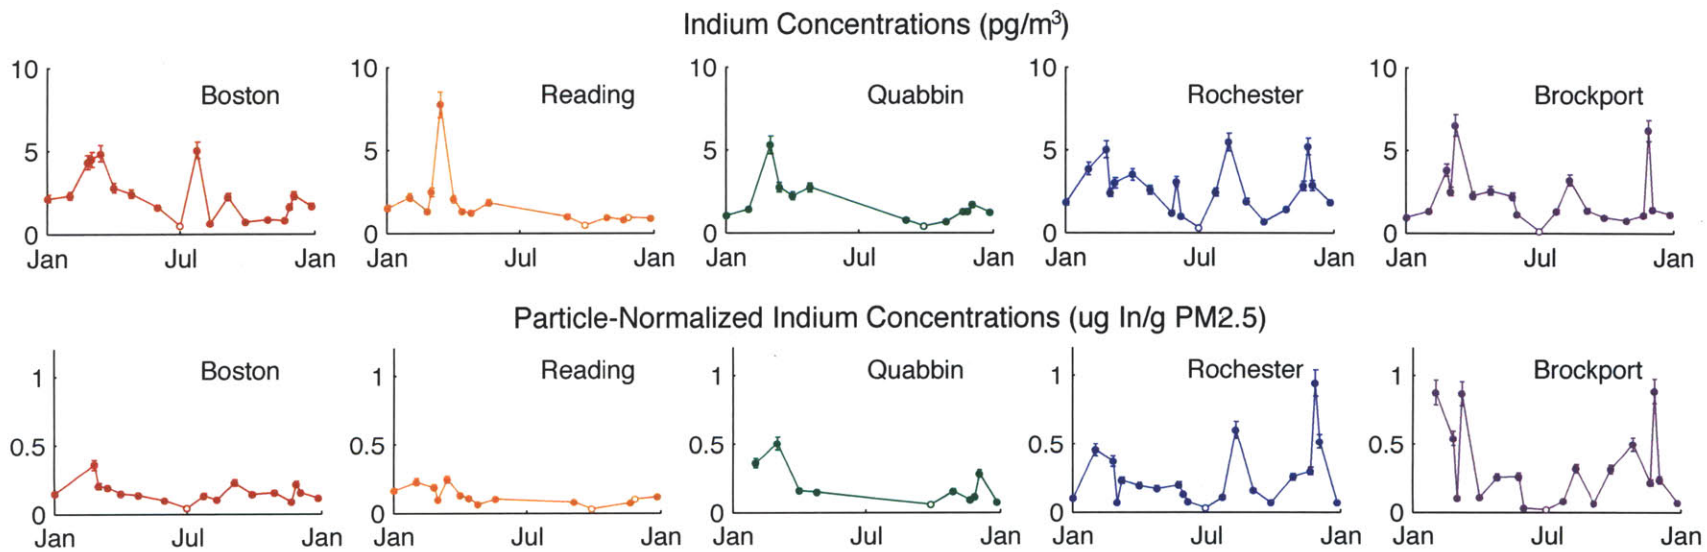 Indium Concentrations (pg/m³)
10 10 10 10 10
Boston Reading Quabbin Rochester Brockport
5 5 5 5 5
0 0 0 0 0
Jan Jul Jan Jan Jul Jan Jan Jul Jan Jan Jul Jan Jan Jul Jan
Particle-Normalized Indium Concentrations (ug In/g PM2.5)
Boston Reading Quabbin Rochester Brockport
1 1 1 1 1
0.5 0.5 0.5 0.5 0.5
0 0 0 0 0
Jan Jul Jan Jan Jul Jan Jan Jul Jan Jan Jul Jan Jan Jul Jan